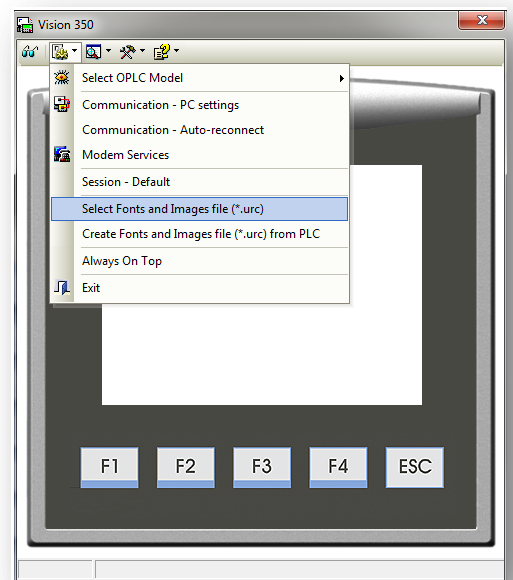 Vision 350
Select OPLC Model
Communication - PC settings
Communication - Auto-reconnect
Modem Services
Session - Default
Select Fonts and Images file (*.urc)
Create Fonts and Images file (*.urc) from PLC
Always On Top
Exit
F1 F2 F3 F4 ESC